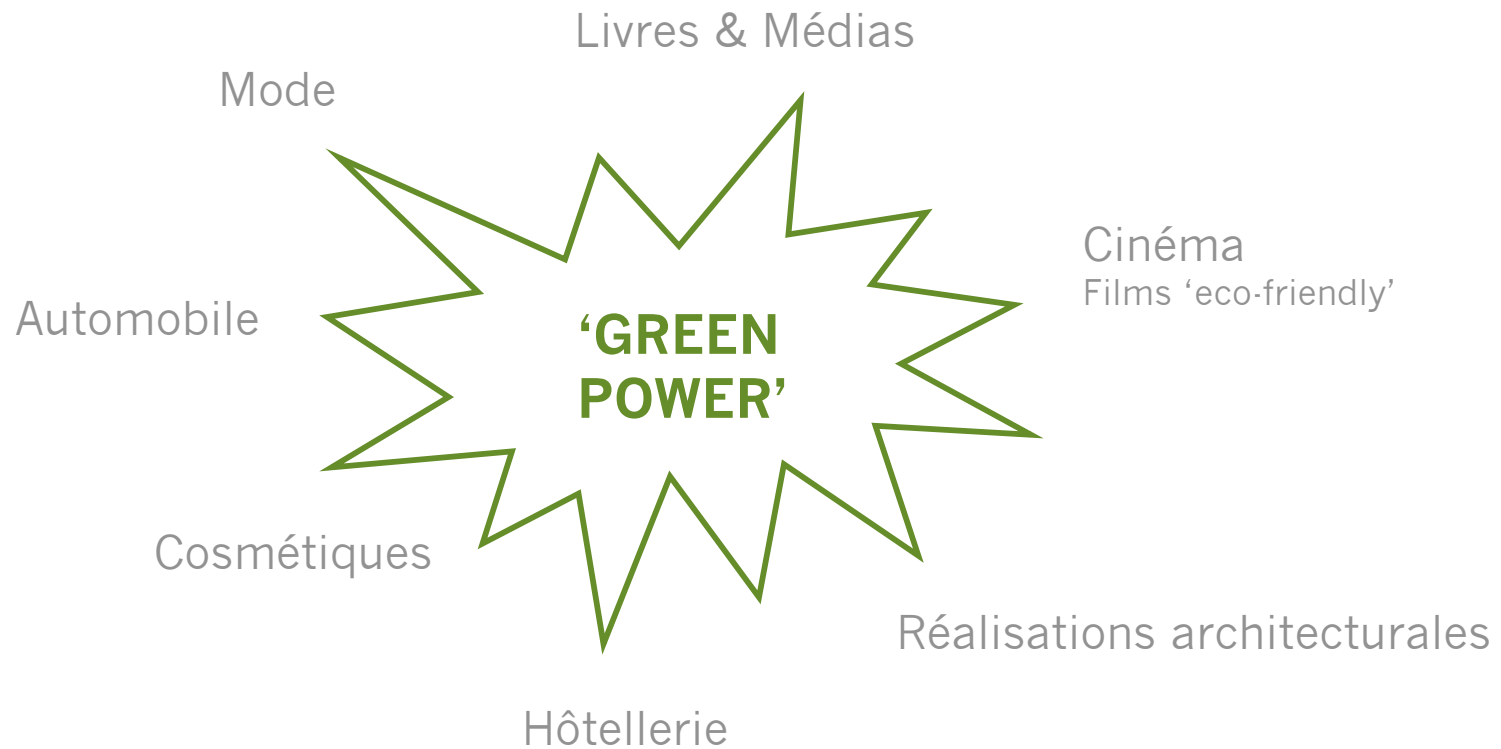 Livres & Médias
Mode
Cinéma
Films ‘eco-friendly’
Automobile
‘GREEN
POWER’
Cosmétiques
Réalisations architecturales
Hôtellerie